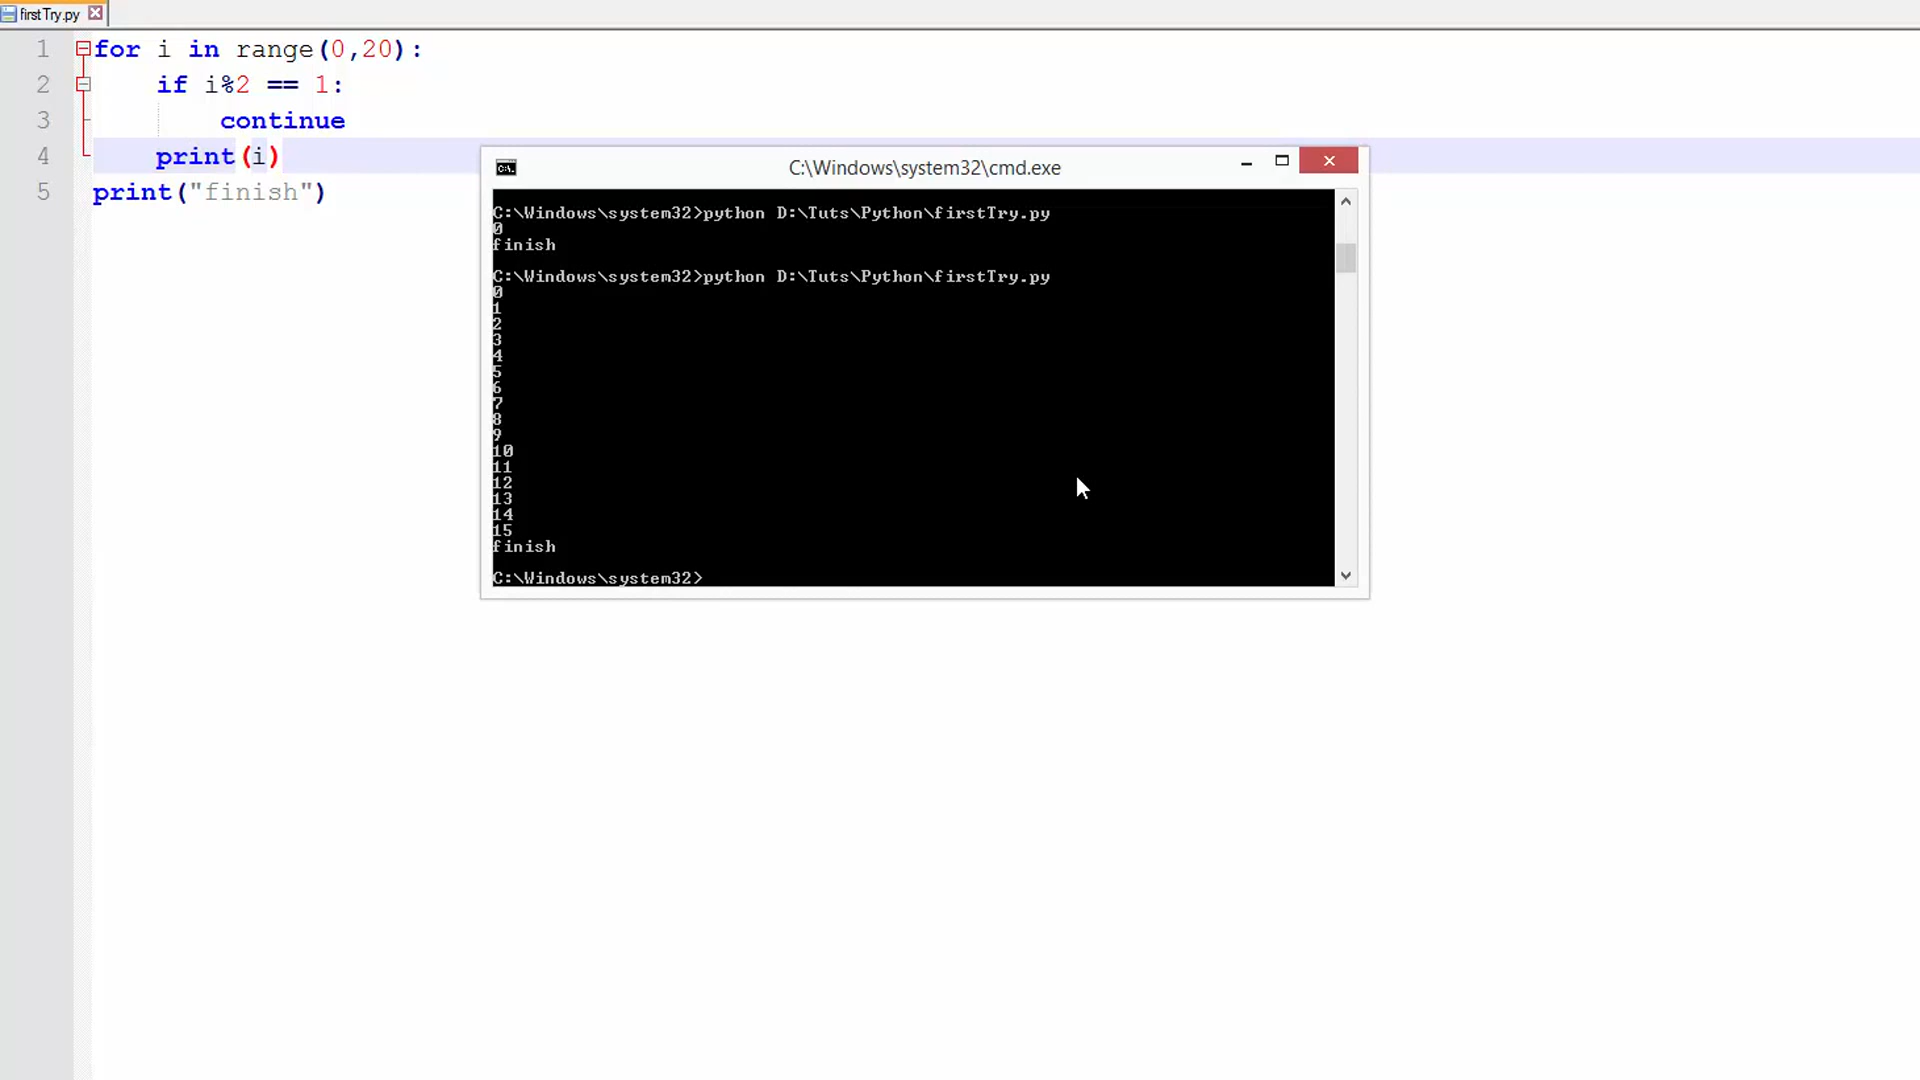 firstTry.py
1 for i in range(0,20):
2     if i%2 == 1:
3         continue
4     print(i)
5 print("finish")
C:\Windows\system32\cmd.exe
C:\Windows\system32>python D:\Tuts\Python\firstTry.py
0
finish
C:\Windows\system32>python D:\Tuts\Python\firstTry.py
0
1
2
3
4
5
6
7
8
9
10
11
12
13
14
15
finish
C:\Windows\system32>